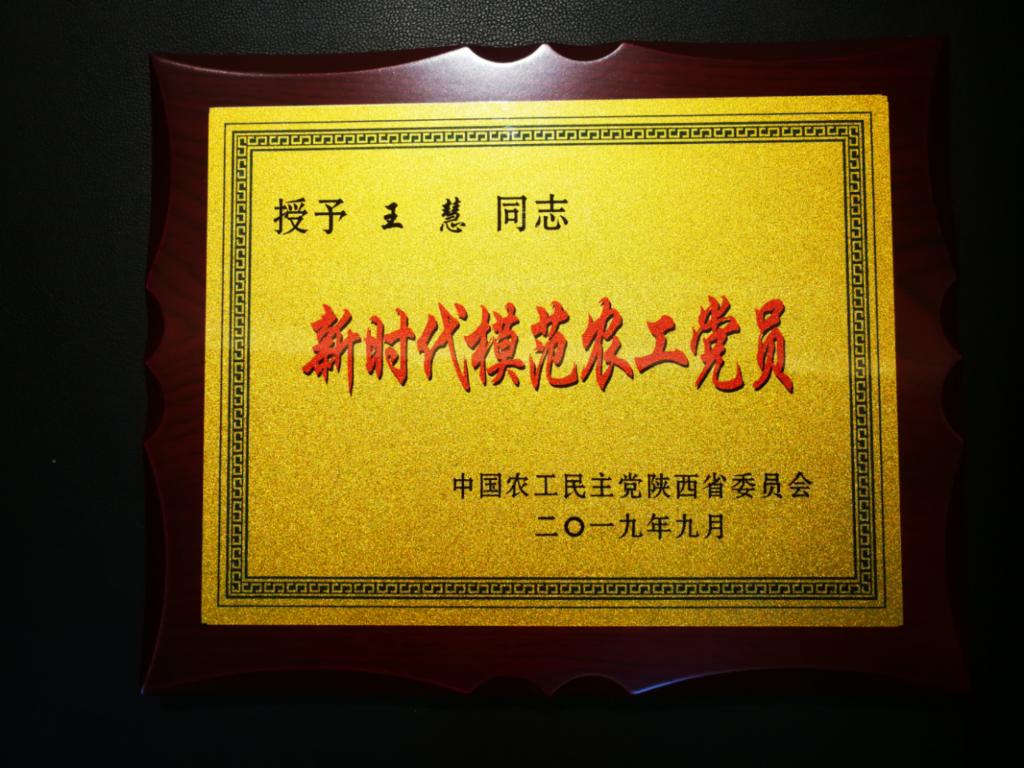 授予 王 慧 同志
新时代模范农工党员
中国农工民主党陕西省委员会
二〇一九年九月